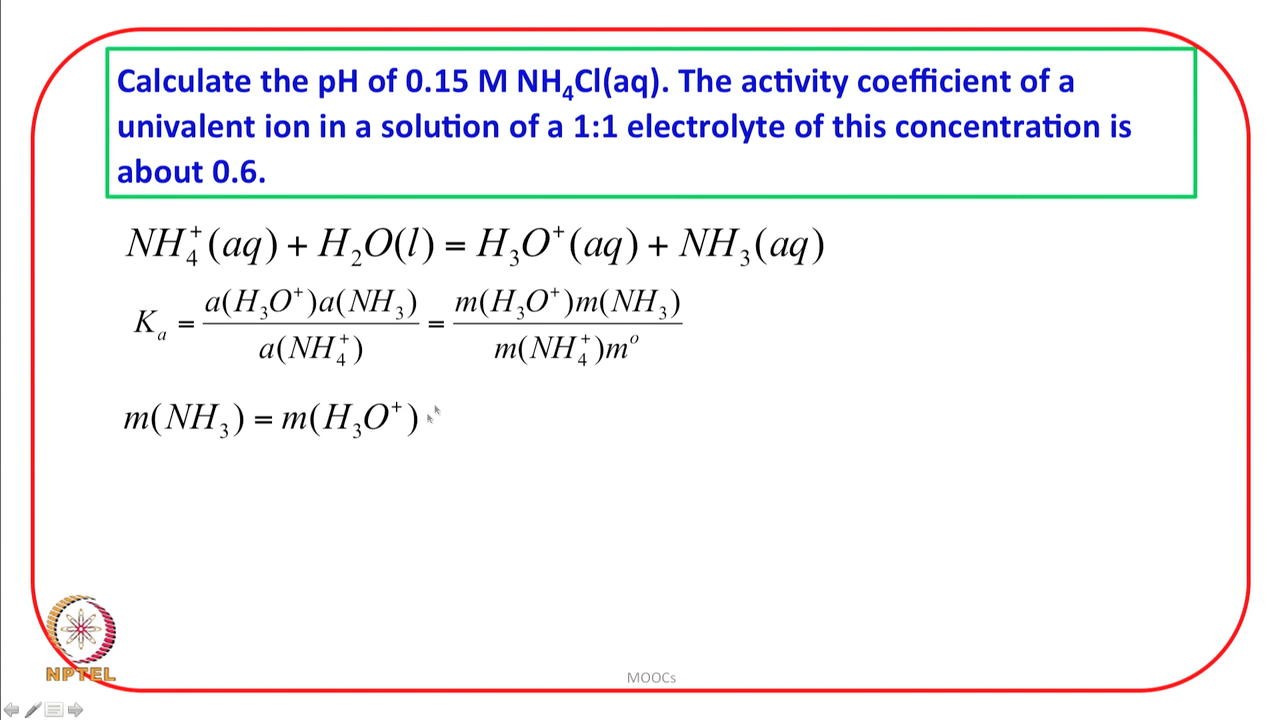 Calculate the pH of 0.15 M NH₄Cl(aq). The activity coefficient of a
univalent ion in a solution of a 1:1 electrolyte of this concentration is
about 0.6.
NH₄⁺(aq) + H₂O(l) = H₃O⁺(aq) + NH₃(aq)
Kₐ = a(H₃O⁺)a(NH₃) / a(NH₄⁺) = m(H₃O⁺)m(NH₃) / m(NH₄⁺)mᵒ
m(NH₃) = m(H₃O⁺)
NPTEL
MOOCs